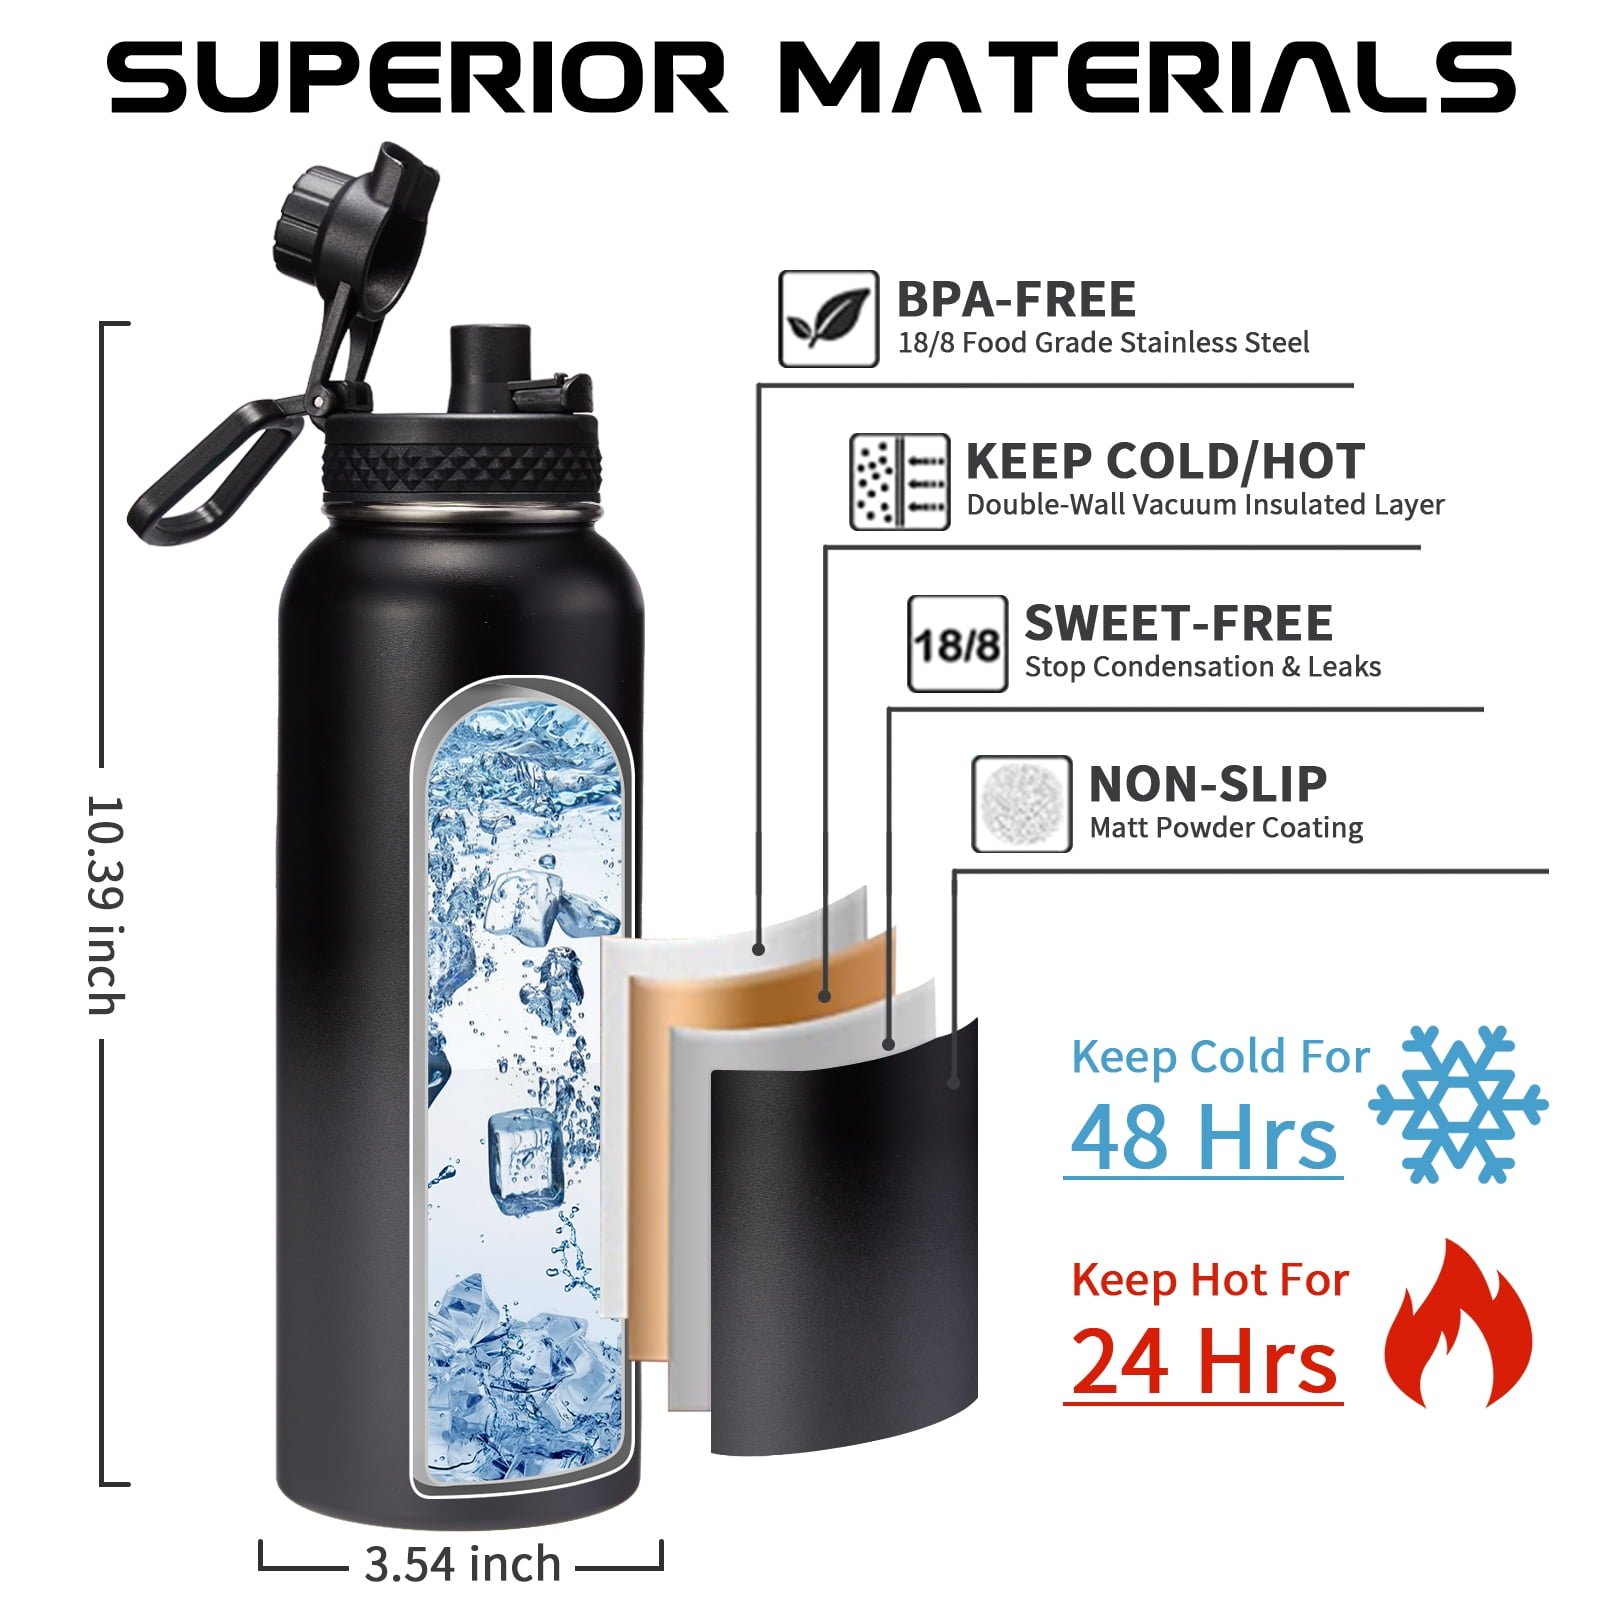 SUPERIOR MATERIALS
BPA-FREE
18/8 Food Grade Stainless Steel
KEEP COLD/HOT
Double-Wall Vacuum Insulated Layer
18/8
SWEET-FREE
Stop Condensation & Leaks
NON-SLIP
Matt Powder Coating
10.39 inch
Keep Cold For
48 Hrs
Keep Hot For
24 Hrs
3.54 inch